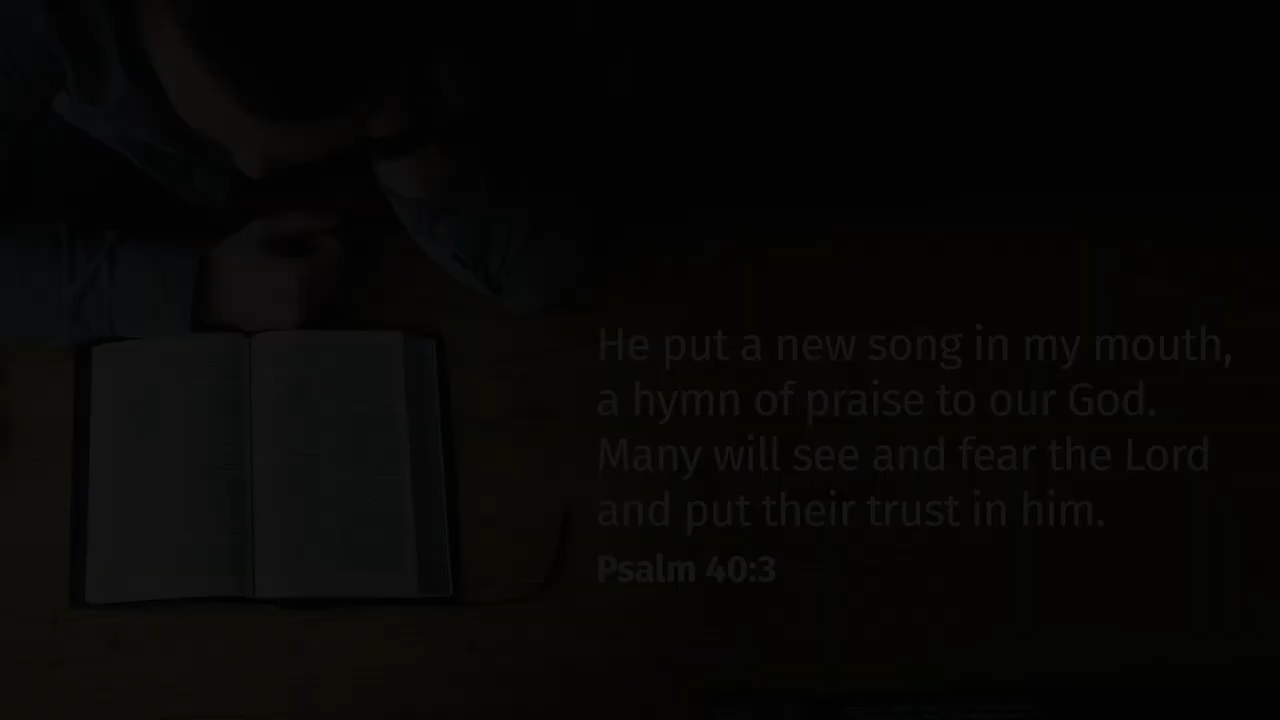 He put a new song in my mouth,
a hymn of praise to our God.
Many will see and fear the Lord
and put their trust in him.
Psalm 40:3